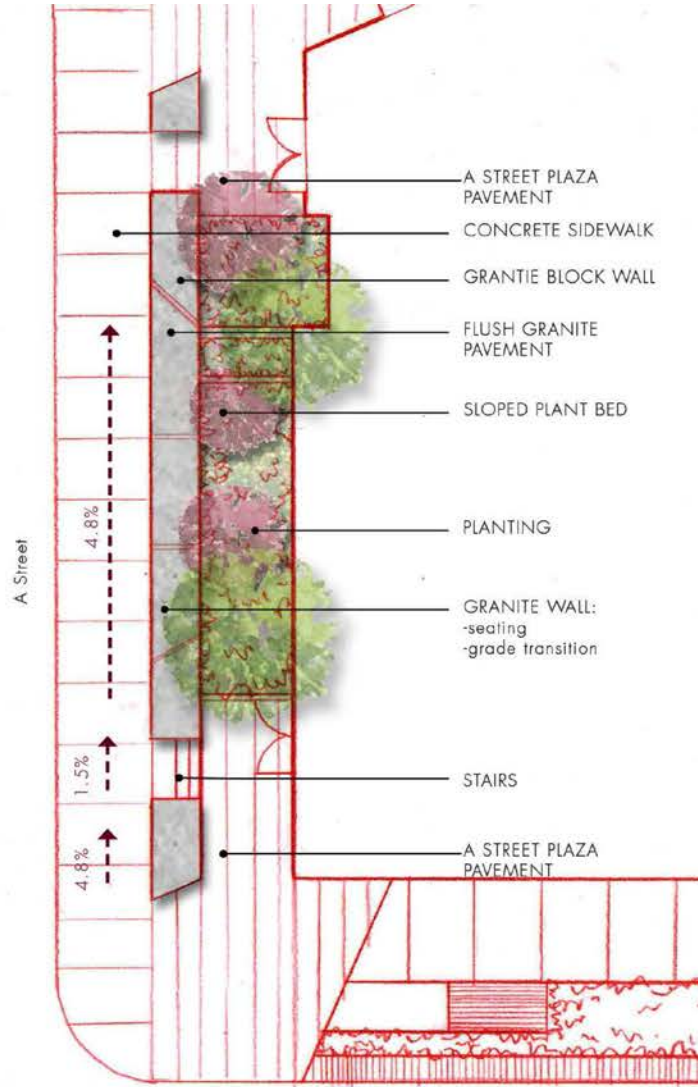 A STREET PLAZA
PAVEMENT
CONCRETE SIDEWALK
GRANTIE BLOCK WALL
FLUSH GRANITE
PAVEMENT
SLOPED PLANT BED
4.8%
PLANTING
A Street
GRANITE WALL:
-seating
-grade transition
1.5%
STAIRS
4.8%
A STREET PLAZA
PAVEMENT